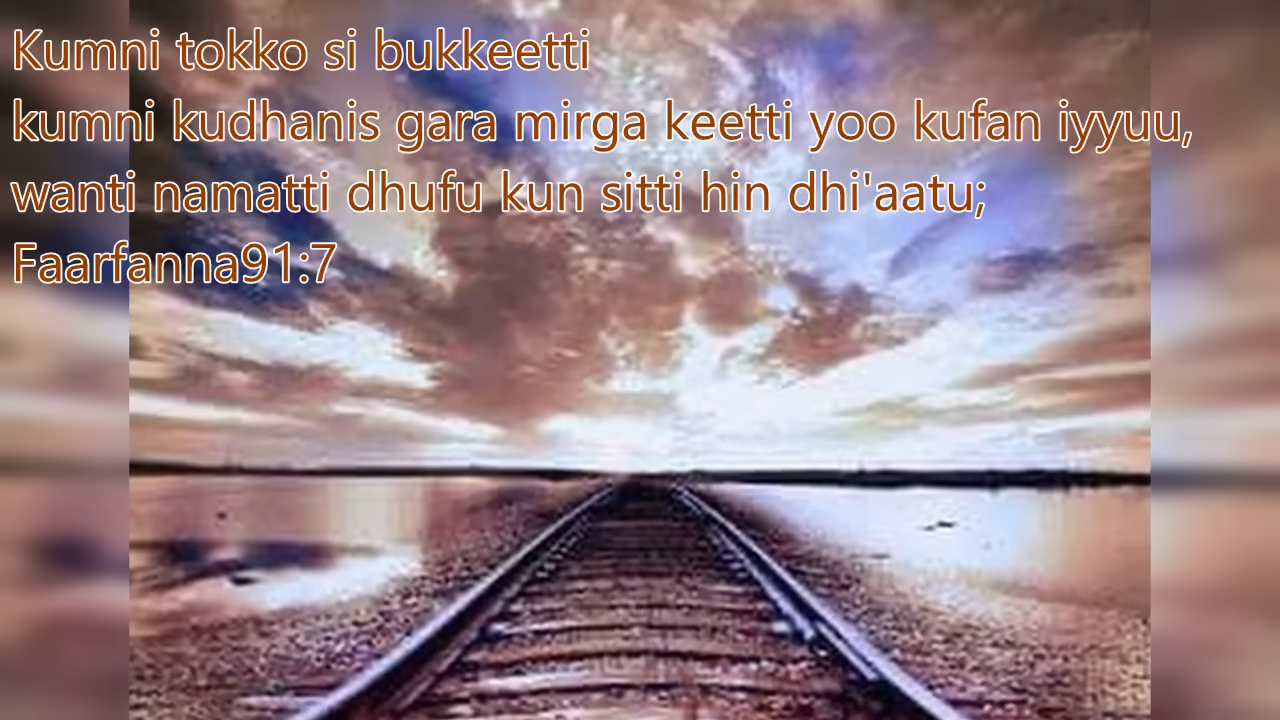 Kumni tokko si bukkeetti
kumni kudhanis gara mirga keetti yoo kufan iyyuu,
wanti namatti dhufu kun sitti hin dhi'aatu;
Faarfanna91:7